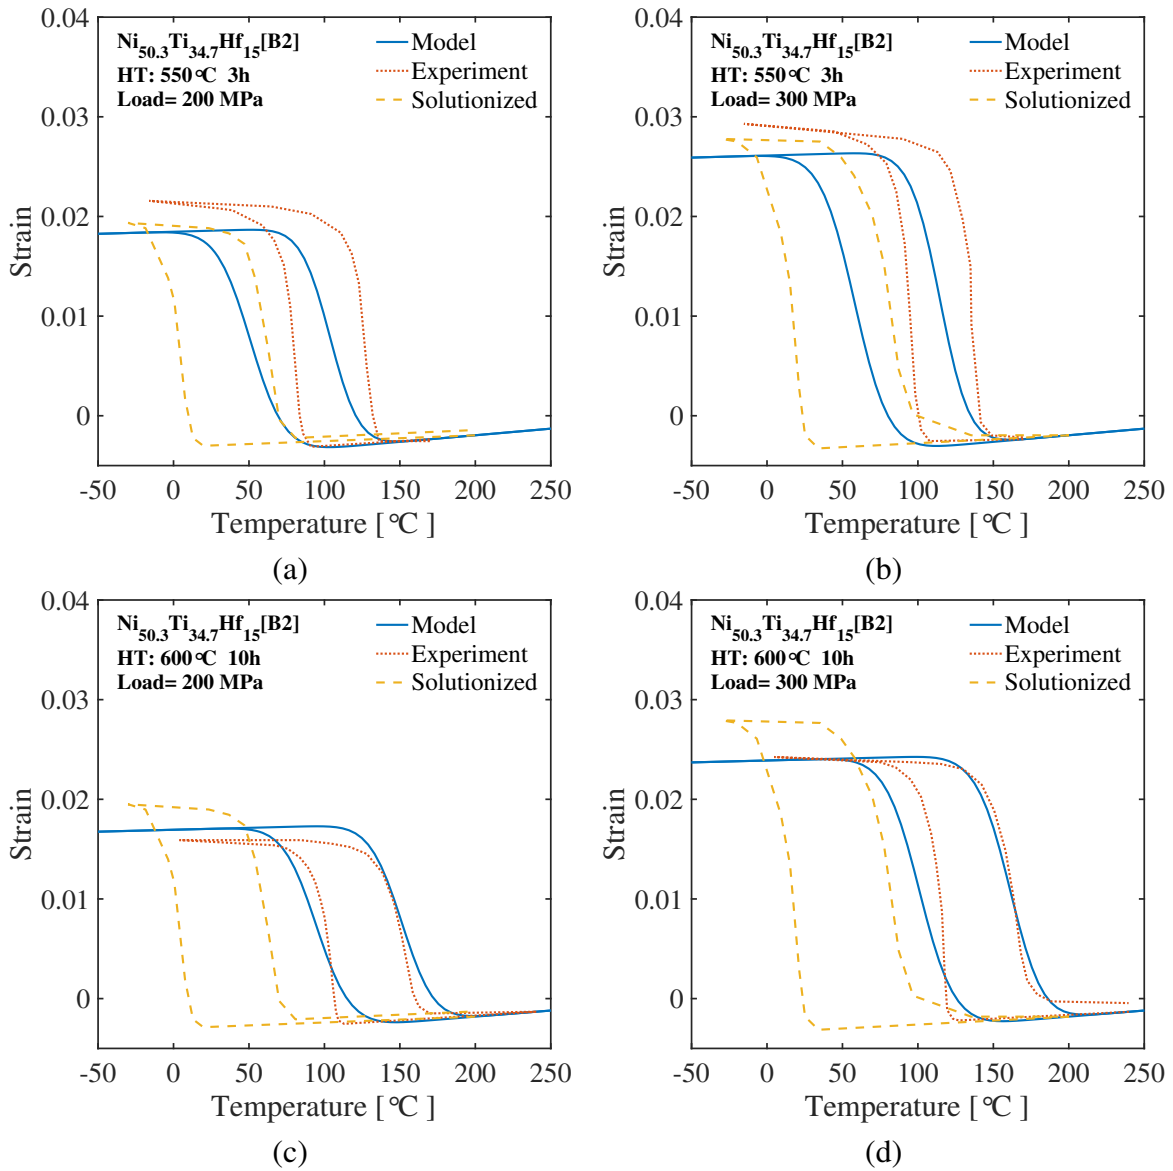 0.04
0.03
0.02
0.01
0
Strain
Ni50.3Ti34.7Hf15[B2]
HT: 550°C 3h
Load= 200 MPa
Model
Experiment
Solutionized
-50 0 50 100 150 200 250
Temperature [ °C ]
(a)
0.04
0.03
0.02
0.01
0
Strain
Ni50.3Ti34.7Hf15[B2]
HT: 550°C 3h
Load= 300 MPa
Model
Experiment
Solutionized
-50 0 50 100 150 200 250
Temperature [ °C ]
(b)
0.04
0.03
0.02
0.01
0
Strain
Ni50.3Ti34.7Hf15[B2]
HT: 600°C 10h
Load= 200 MPa
Model
Experiment
Solutionized
-50 0 50 100 150 200 250
Temperature [ °C ]
(c)
0.04
0.03
0.02
0.01
0
Strain
Ni50.3Ti34.7Hf15[B2]
HT: 600°C 10h
Load= 300 MPa
Model
Experiment
Solutionized
-50 0 50 100 150 200 250
Temperature [ °C ]
(d)